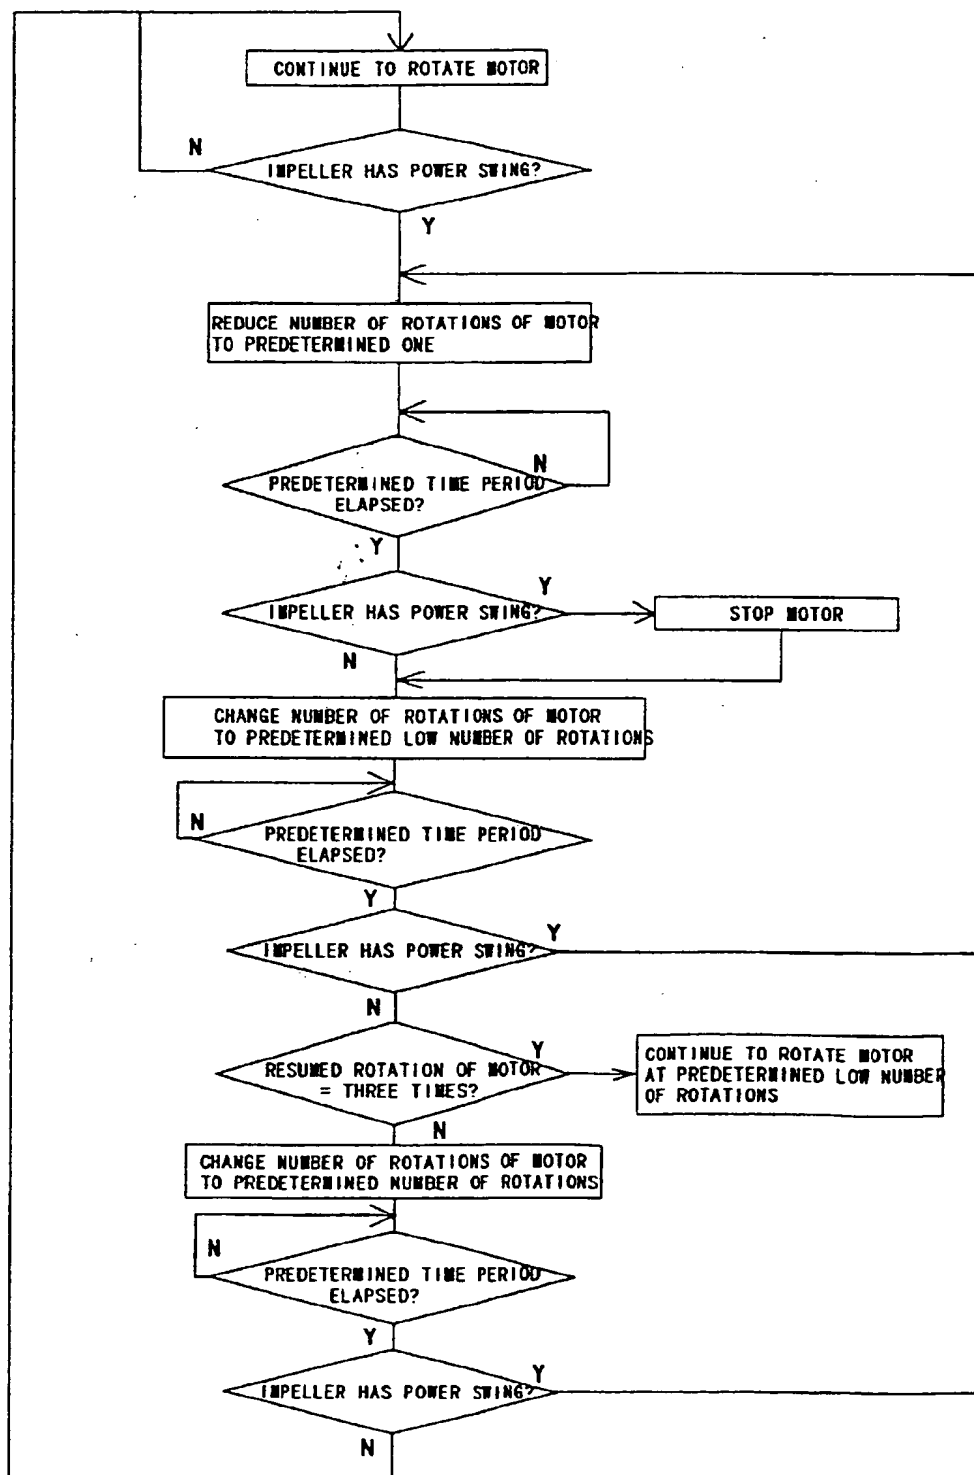 CONTINUE TO ROTATE MOTOR
N
IMPELLER HAS POWER SWING?
Y
REDUCE NUMBER OF ROTATIONS OF MOTOR
TO PREDETERMINED ONE
N
PREDETERMINED TIME PERIOD
ELAPSED?
Y
Y
IMPELLER HAS POWER SWING?
STOP MOTOR
N
CHANGE NUMBER OF ROTATIONS OF MOTOR
TO PREDETERMINED LOW NUMBER OF ROTATIONS
N
PREDETERMINED TIME PERIOD
ELAPSED?
Y
Y
IMPELLER HAS POWER SWING?
N
Y
RESUMED ROTATION OF MOTOR
= THREE TIMES?
CONTINUE TO ROTATE MOTOR
AT PREDETERMINED LOW NUMBER
OF ROTATIONS
N
CHANGE NUMBER OF ROTATIONS OF MOTOR
TO PREDETERMINED NUMBER OF ROTATIONS
N
PREDETERMINED TIME PERIOD
ELAPSED?
Y
Y
IMPELLER HAS POWER SWING?
N